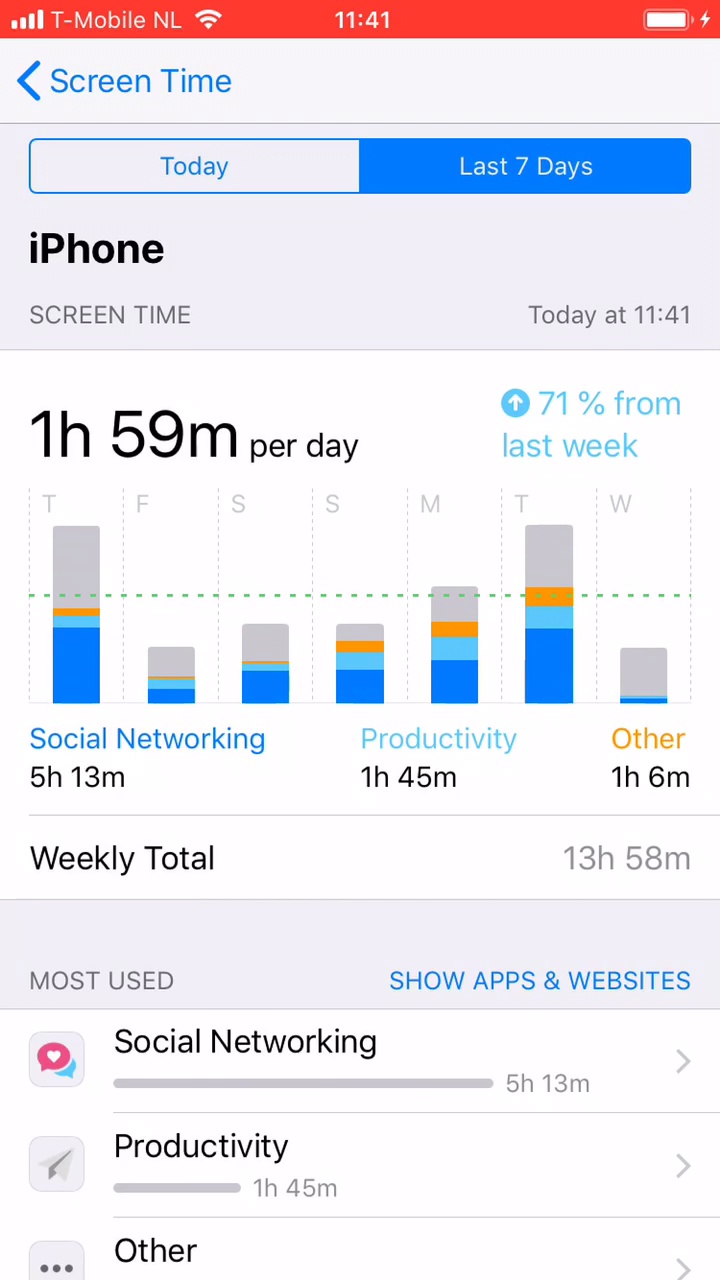 T-Mobile NL 11:41
Screen Time
Today Last 7 Days
iPhone
SCREEN TIME Today at 11:41
1h 59m per day
71 % from
last week
T F S S M T W
Social Networking Productivity Other
5h 13m 1h 45m 1h 6m
Weekly Total 13h 58m
MOST USED SHOW APPS & WEBSITES
Social Networking
5h 13m
Productivity
1h 45m
Other